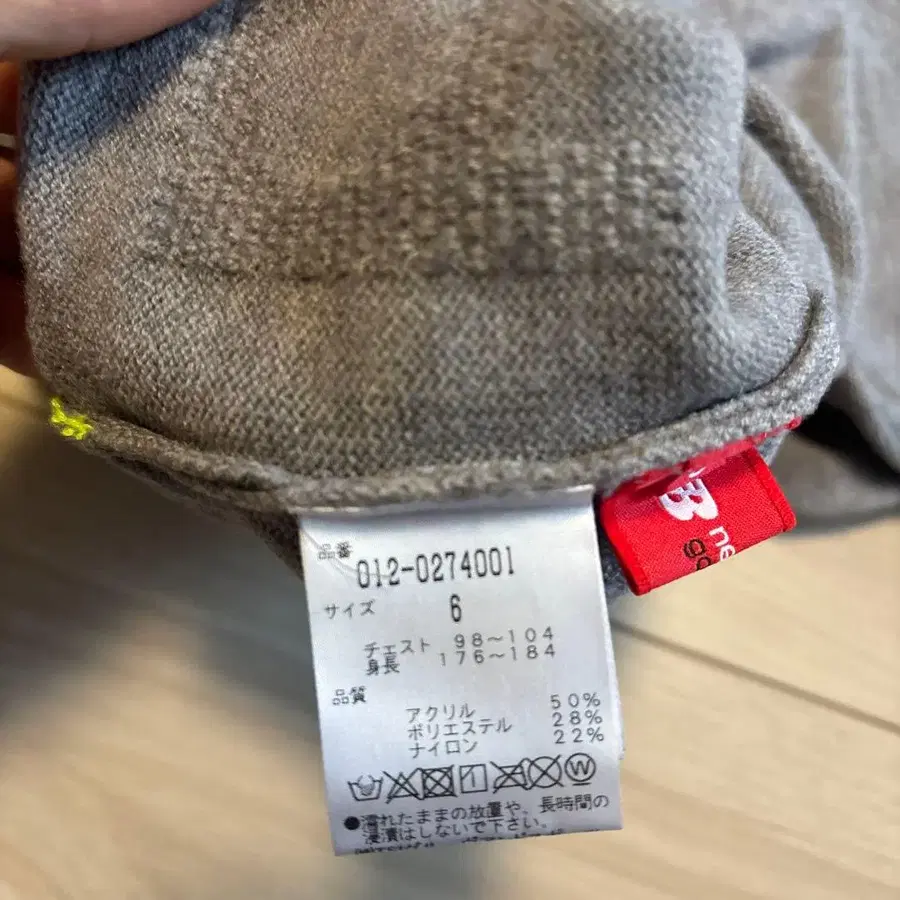 品番
012-0274001
サイズ 6
チェスト 98~104
身長 176~184
品質
アクリル 50%
ポリエステル 28%
ナイロン 22%
W
●濡れたままの放置や、長時間の
浸漬はしないで下さい。
B
ne
go